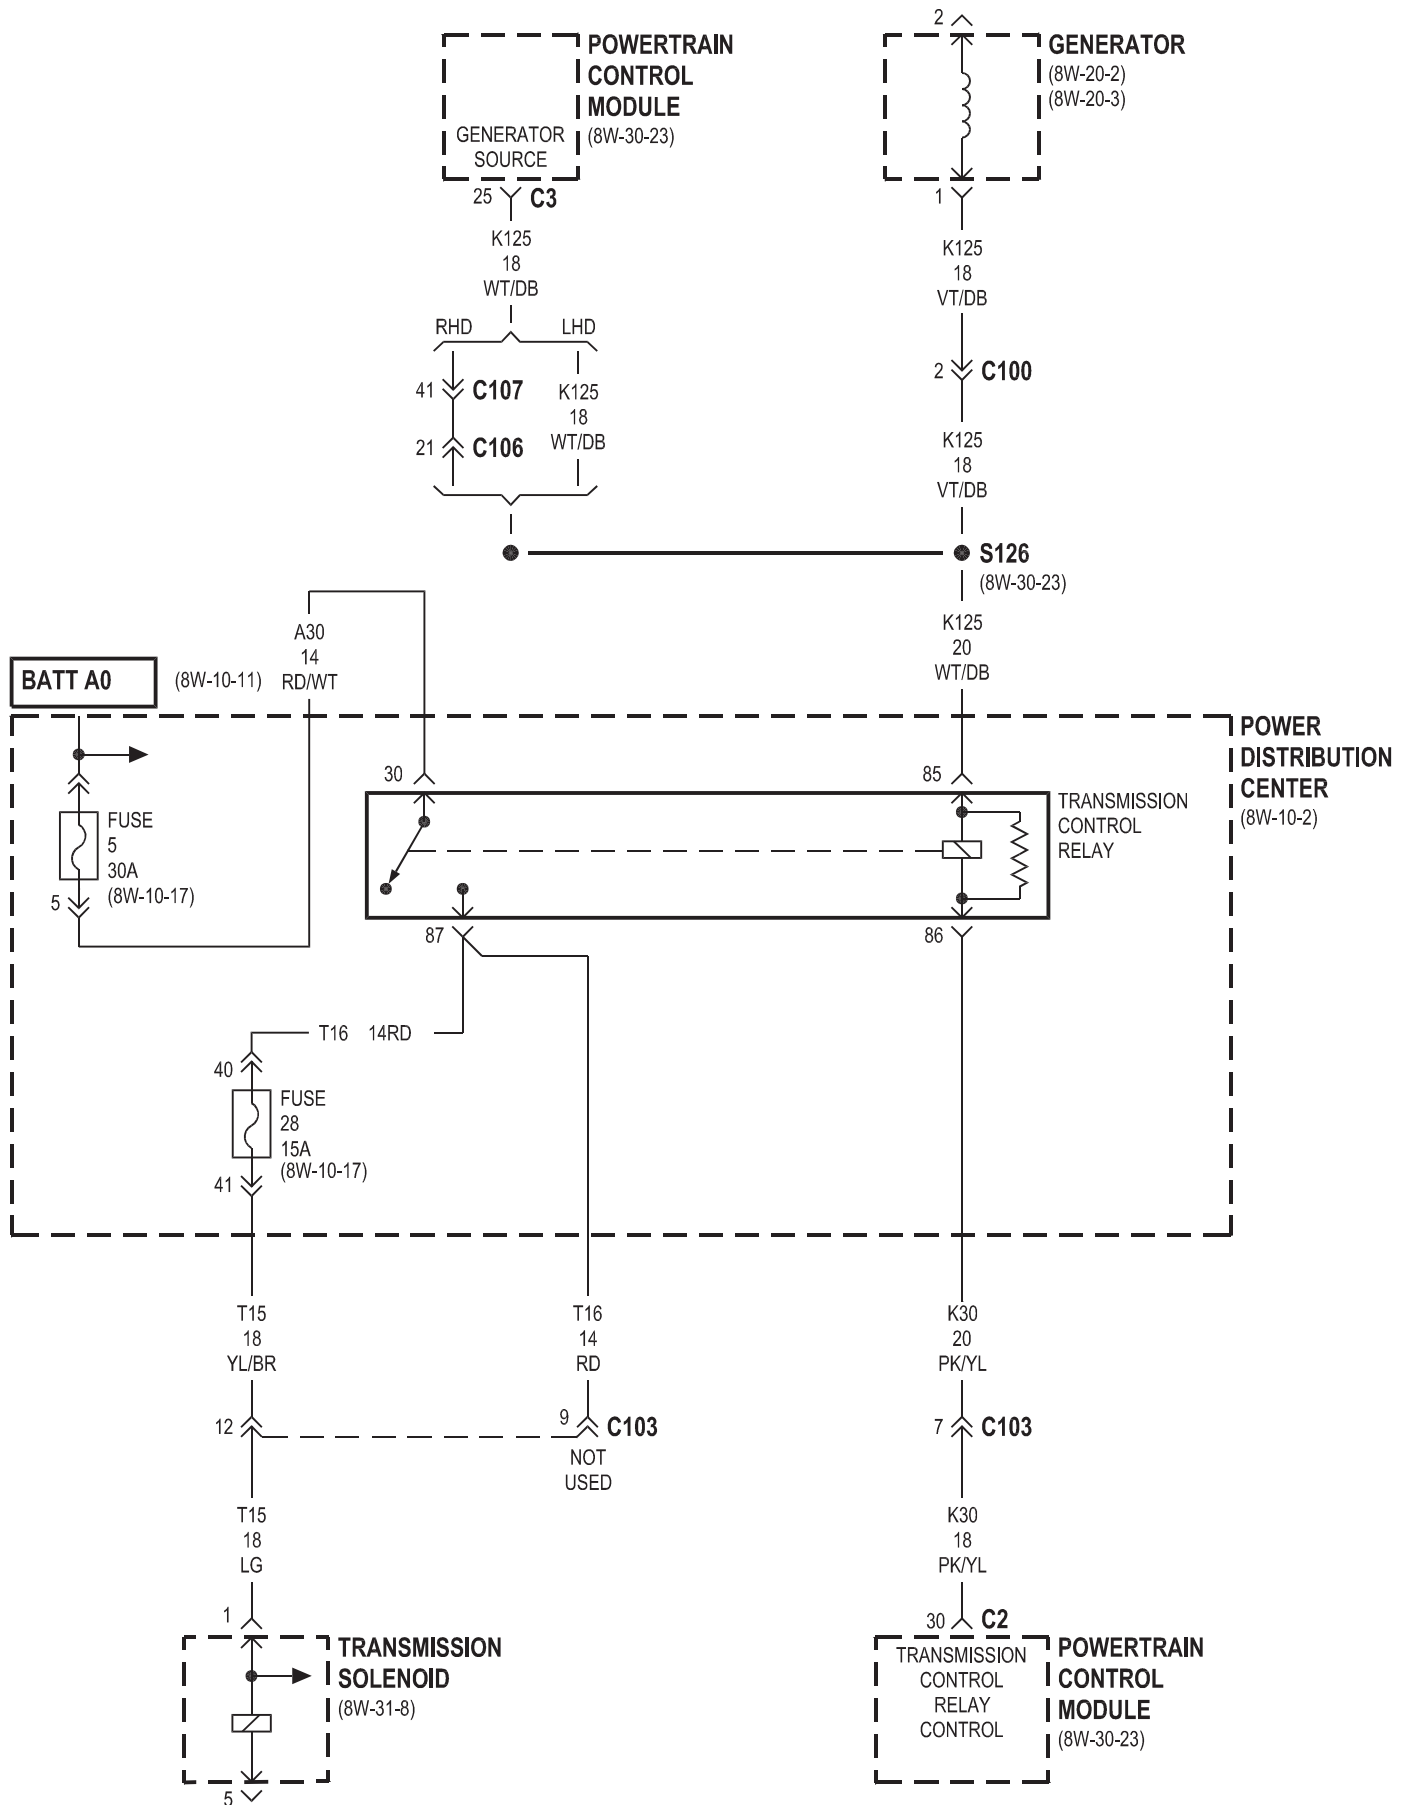 2
POWERTRAIN
CONTROL
MODULE
(8W-30-23)
GENERATOR
SOURCE
GENERATOR
(8W-20-2)
(8W-20-3)
25
C3
1
K125
18
WT/DB
K125
18
VT/DB
RHD
LHD
41
C107
K125
18
WT/DB
21
C106
2
C100
K125
18
VT/DB
S126
(8W-30-23)
A30
14
RD/WT
K125
20
WT/DB
BATT A0
(8W-10-11)
POWER
DISTRIBUTION
CENTER
(8W-10-2)
30
85
TRANSMISSION
CONTROL
RELAY
FUSE
5
30A
(8W-10-17)
5
87
86
T16 14RD
40
FUSE
28
15A
(8W-10-17)
41
T15
18
YL/BR
T16
14
RD
K30
20
PK/YL
12
9
C103
NOT
USED
7
C103
T15
18
LG
K30
18
PK/YL
1
TRANSMISSION
SOLENOID
(8W-31-8)
5
30
C2
TRANSMISSION
CONTROL
RELAY
CONTROL
POWERTRAIN
CONTROL
MODULE
(8W-30-23)